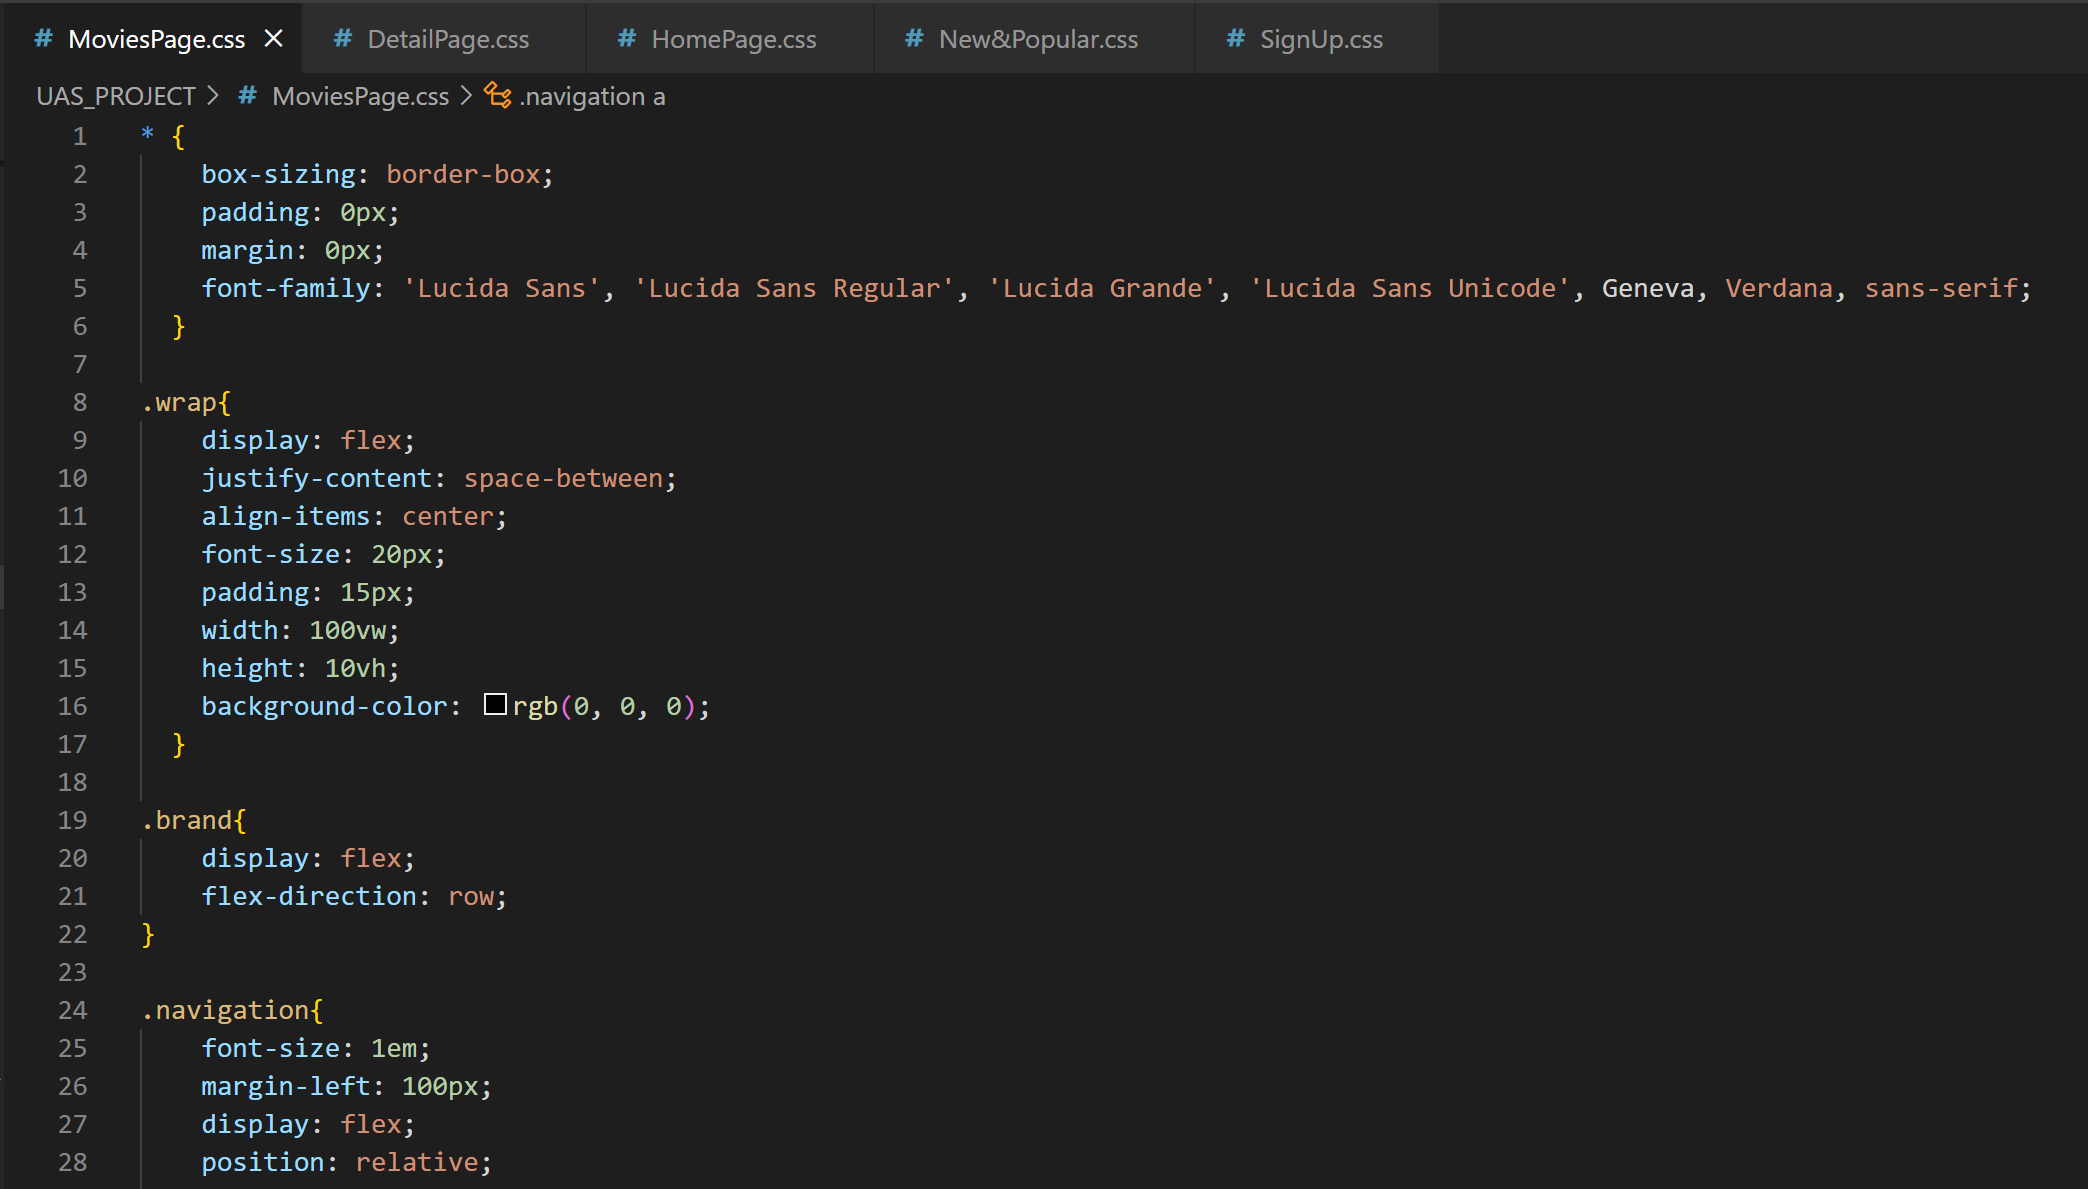 # MoviesPage.css × # DetailPage.css # HomePage.css # New&Popular.css # SignUp.css
UAS_PROJECT > # MoviesPage.css > .navigation a
1 * {
2 box-sizing: border-box;
3 padding: 0px;
4 margin: 0px;
5 font-family: 'Lucida Sans', 'Lucida Sans Regular', 'Lucida Grande', 'Lucida Sans Unicode', Geneva, Verdana, sans-serif;
6 }
7
8 .wrap{
9 display: flex;
10 justify-content: space-between;
11 align-items: center;
12 font-size: 20px;
13 padding: 15px;
14 width: 100vw;
15 height: 10vh;
16 background-color: rgb(0, 0, 0);
17 }
18
19 .brand{
20 display: flex;
21 flex-direction: row;
22 }
23
24 .navigation{
25 font-size: 1em;
26 margin-left: 100px;
27 display: flex;
28 position: relative;